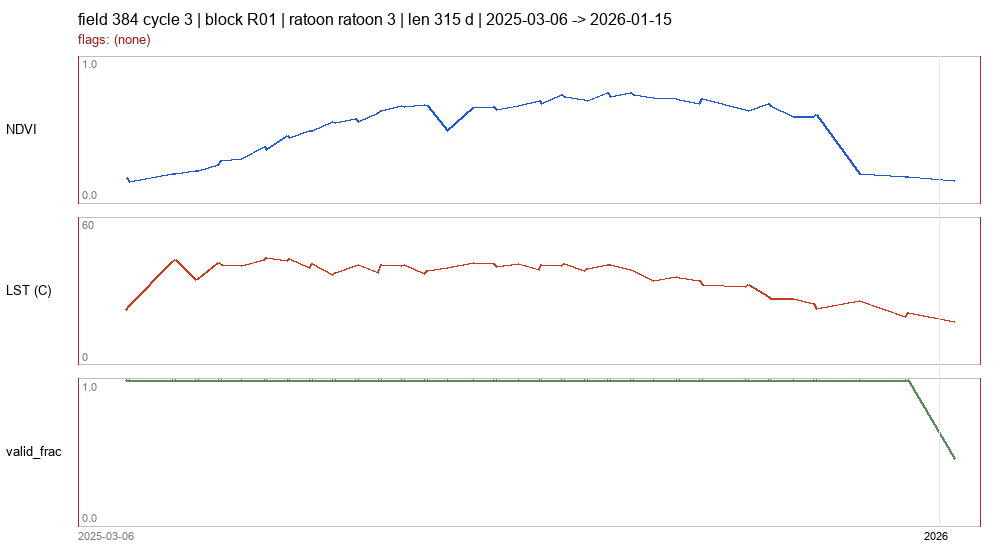 field 384 cycle 3 | block R01 | ratoon ratoon 3 | len 315 d | 2025-03-06 -> 2026-01-15
flags: (none)
1.0
NDVI
0.0
60
LST (C)
0
1.0
valid_frac
0.0
2025-03-06 2026